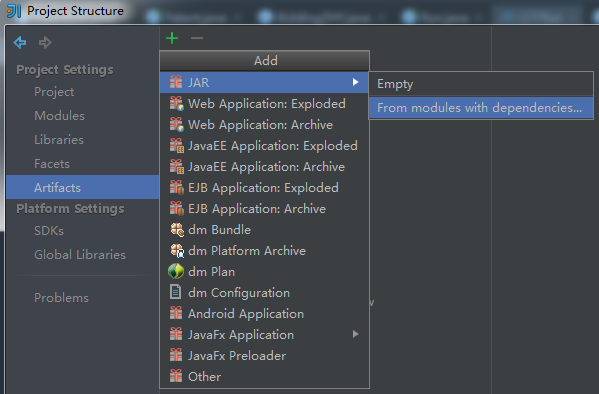 Project Structure
Project Settings
Project
Modules
Libraries
Facets
Artifacts
Platform Settings
SDKs
Global Libraries
Problems
Add
JAR
Web Application: Exploded
Web Application: Archive
JavaEE Application: Exploded
JavaEE Application: Archive
EJB Application: Exploded
EJB Application: Archive
dm Bundle
dm Platform Archive
dm Plan
dm Configuration
Android Application
JavaFx Application
JavaFx Preloader
Other
Empty
From modules with dependencies...